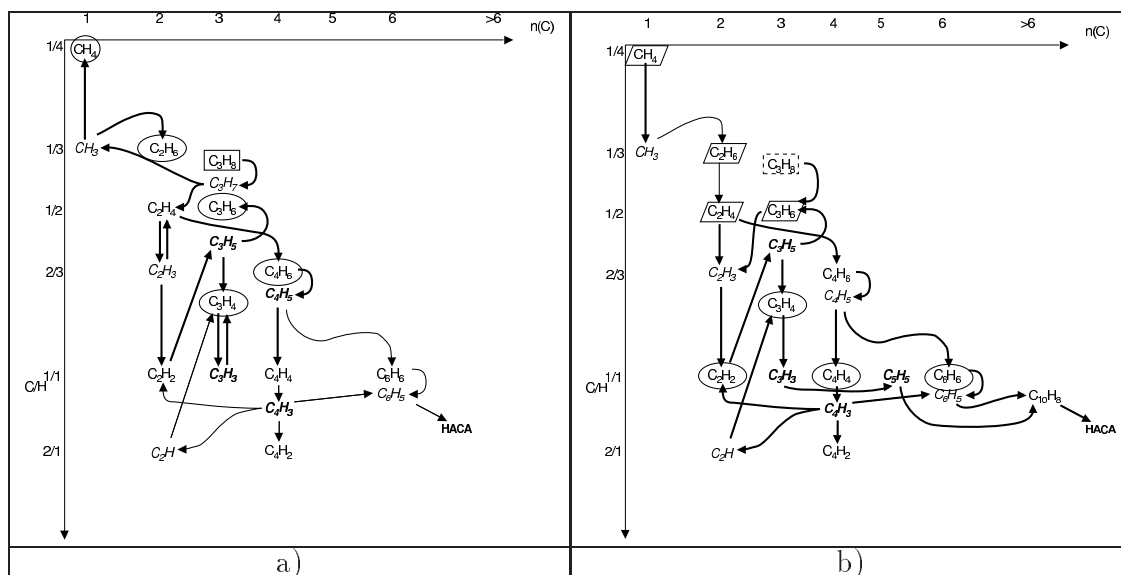 1 2 3 4 5 6 >6 n(C)
1/4 CH₄
1/3 CH₃ C₂H₆ C₃H₈
C₃H₇
1/2 C₂H₄ C₃H₆
C₃H₅
2/3 C₂H₃ C₄H₆
C₄H₅
C₃H₄
C/H 1/1 C₂H₂ C₃H₃ C₄H₄ C₆H₆
C₄H₃ C₆H₅
HACA
2/1 C₂H C₄H₂
a)
1 2 3 4 5 6 >6 n(C)
1/4 CH₄
1/3 CH₃ C₂H₆ C₃H₈
1/2 C₂H₄ C₃H₆
C₃H₅
2/3 C₂H₃ C₄H₆
C₄H₅
C₃H₄
C/H 1/1 C₂H₂ C₃H₃ C₄H₄ C₅H₅ C₆H₆
C₄H₃ C₆H₅ C₁₀H₈
HACA
2/1 C₂H C₄H₂
b)